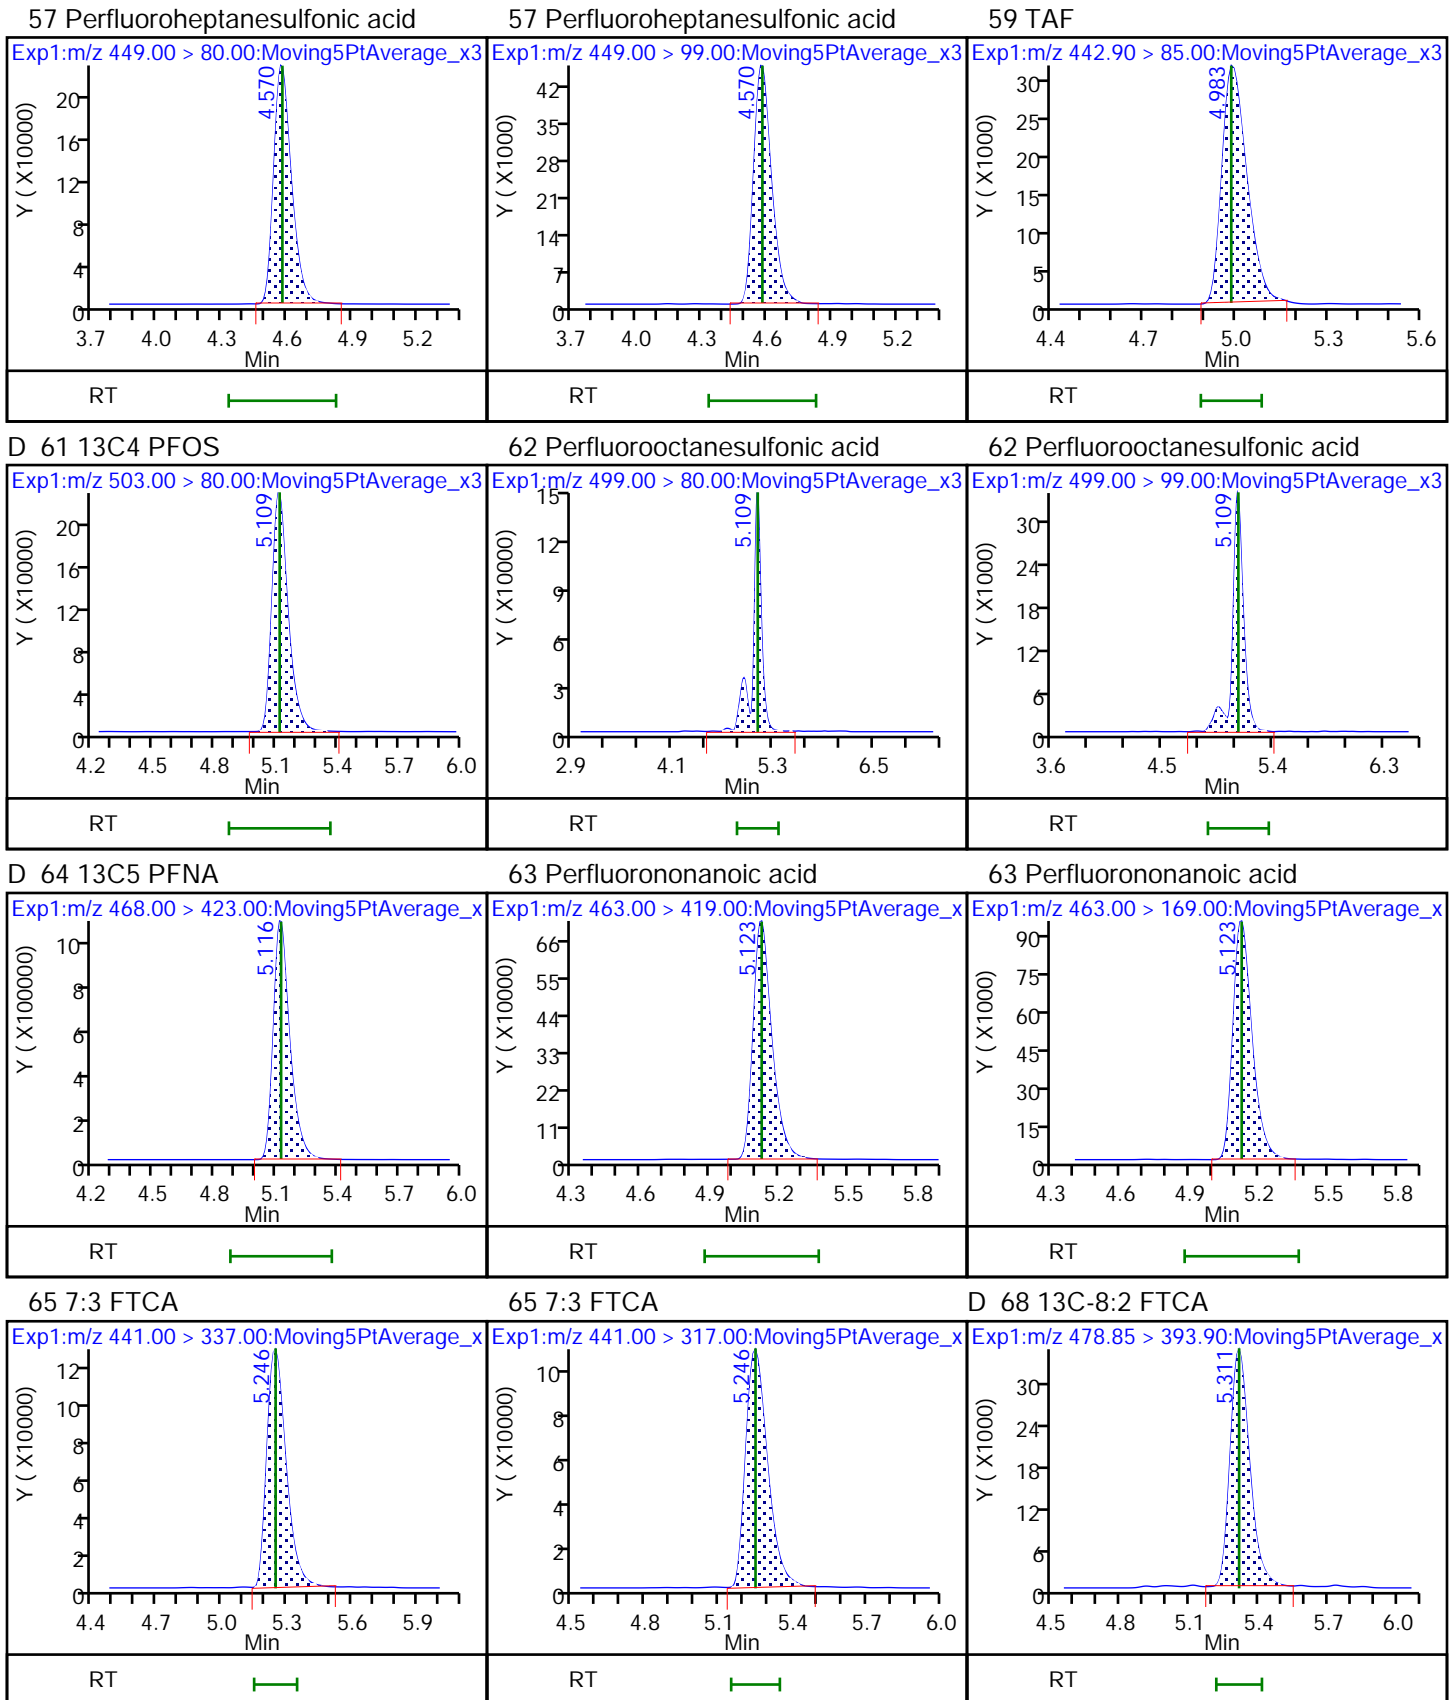 57 Perfluoroheptanesulfonic acid
57 Perfluoroheptanesulfonic acid
59 TAF
Exp1:m/z 449.00 > 80.00:Moving5PtAverage_x3
Exp1:m/z 449.00 > 99.00:Moving5PtAverage_x3
Exp1:m/z 442.90 > 85.00:Moving5PtAverage_x3
4.570
4.570
4.983
Y ( X10000)
20
16
12
8
4
0
3.7 4.0 4.3 4.6 4.9 5.2
Min
Y ( X1000)
42
35
28
21
14
7
0
3.7 4.0 4.3 4.6 4.9 5.2
Min
Y ( X1000)
30
25
20
15
10
5
0
4.4 4.7 5.0 5.3 5.6
Min
RT
RT
RT
D 61 13C4 PFOS
62 Perfluorooctanesulfonic acid
62 Perfluorooctanesulfonic acid
Exp1:m/z 503.00 > 80.00:Moving5PtAverage_x3
Exp1:m/z 499.00 > 80.00:Moving5PtAverage_x3
Exp1:m/z 499.00 > 99.00:Moving5PtAverage_x3
5.109
5.109
5.109
Y ( X10000)
20
16
12
8
4
0
4.2 4.5 4.8 5.1 5.4 5.7 6.0
Min
Y ( X10000)
15
12
9
6
3
0
2.9 4.1 5.3 6.5
Min
Y ( X1000)
30
24
18
12
6
0
3.6 4.5 5.4 6.3
Min
RT
RT
RT
D 64 13C5 PFNA
63 Perfluorononanoic acid
63 Perfluorononanoic acid
Exp1:m/z 468.00 > 423.00:Moving5PtAverage_x
Exp1:m/z 463.00 > 419.00:Moving5PtAverage_x
Exp1:m/z 463.00 > 169.00:Moving5PtAverage_x
5.116
5.123
5.123
Y ( X100000)
10
8
6
4
2
0
4.2 4.5 4.8 5.1 5.4 5.7 6.0
Min
Y ( X10000)
66
55
44
33
22
11
0
4.3 4.6 4.9 5.2 5.5 5.8
Min
Y ( X1000)
90
75
60
45
30
15
0
4.3 4.6 4.9 5.2 5.5 5.8
Min
RT
RT
RT
65 7:3 FTCA
65 7:3 FTCA
D 68 13C-8:2 FTCA
Exp1:m/z 441.00 > 337.00:Moving5PtAverage_x
Exp1:m/z 441.00 > 317.00:Moving5PtAverage_x
Exp1:m/z 478.85 > 393.90:Moving5PtAverage_x
5.246
5.246
5.311
Y ( X10000)
12
10
8
6
4
2
0
4.4 4.7 5.0 5.3 5.6 5.9
Min
Y ( X10000)
10
8
6
4
2
0
4.5 4.8 5.1 5.4 5.7 6.0
Min
Y ( X1000)
30
24
18
12
6
0
4.5 4.8 5.1 5.4 5.7 6.0
Min
RT
RT
RT